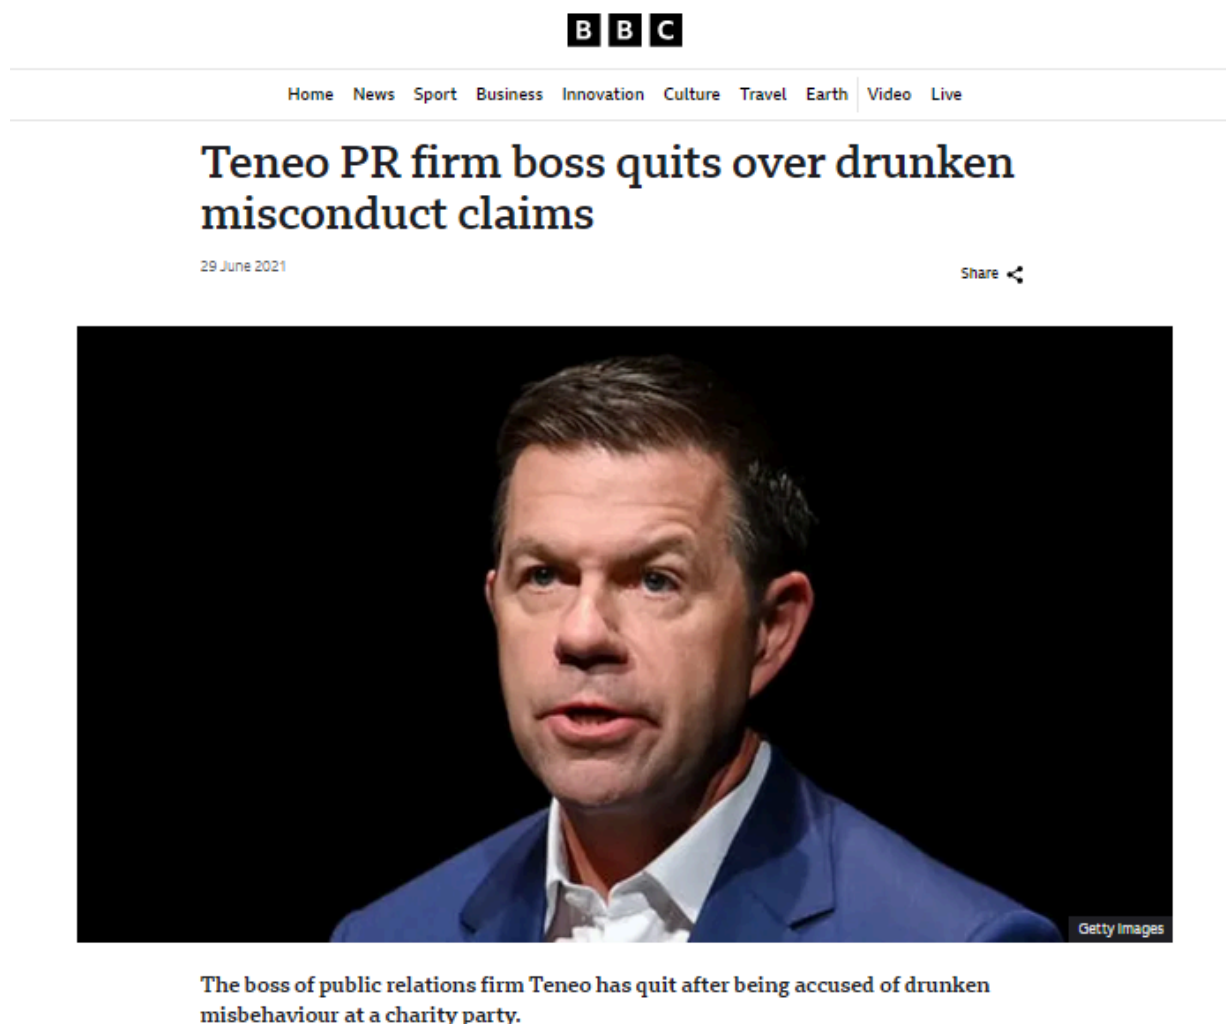 BBC
Home News Sport Business Innovation Culture Travel Earth Video Live
Teneo PR firm boss quits over drunken
misconduct claims
29 June 2021
Share
Getty Images
The boss of public relations firm Teneo has quit after being accused of drunken
misbehaviour at a charity party.